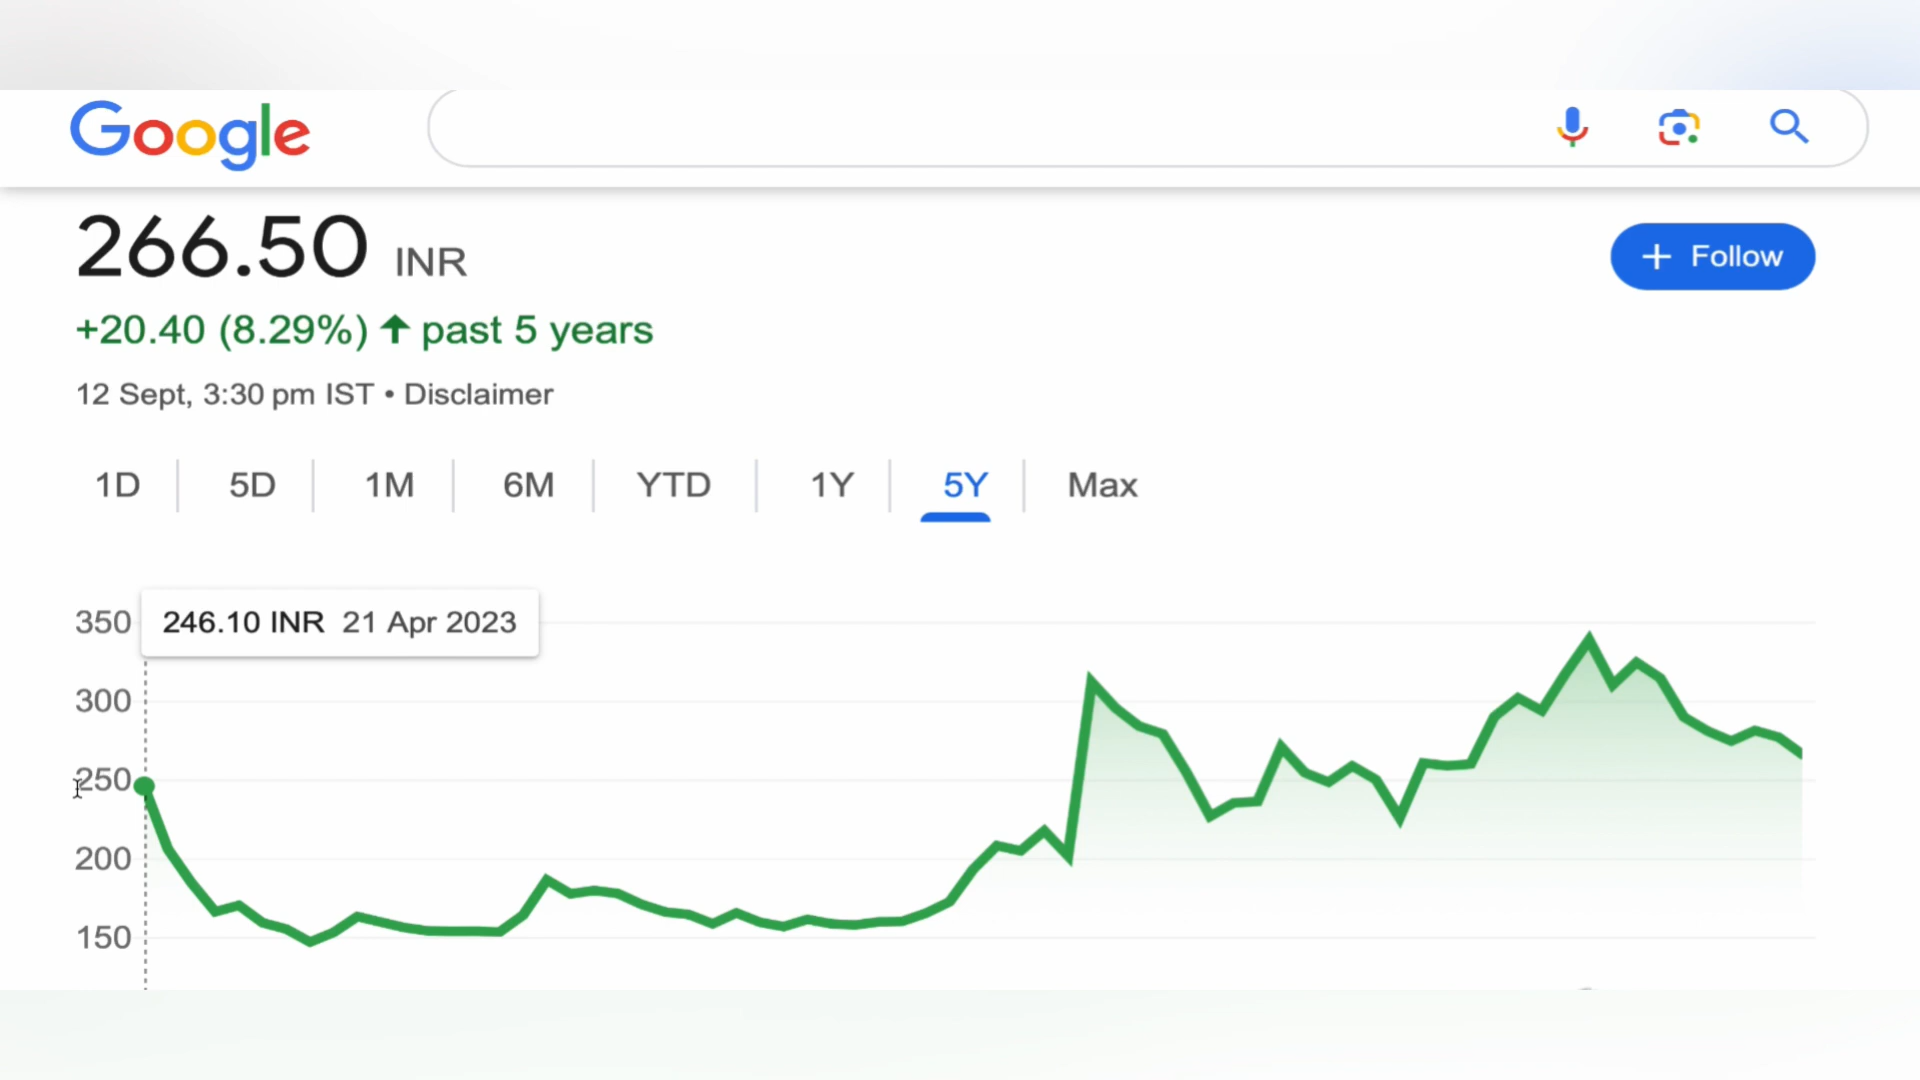 Google
266.50 INR
+ Follow
+20.40 (8.29%) ↑ past 5 years
12 Sept, 3:30 pm IST • Disclaimer
1D 5D 1M 6M YTD 1Y 5Y Max
350
246.10 INR 21 Apr 2023
300
250
200
150